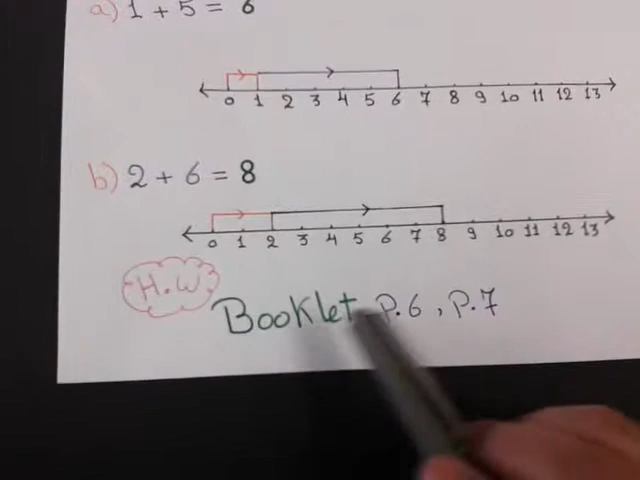 a) 1 + 5 = 6
0 1 2 3 4 5 6 7 8 9 10 11 12 13
b) 2 + 6 = 8
0 1 2 3 4 5 6 7 8 9 10 11 12 13
H.W
Booklet P.6 , P.7